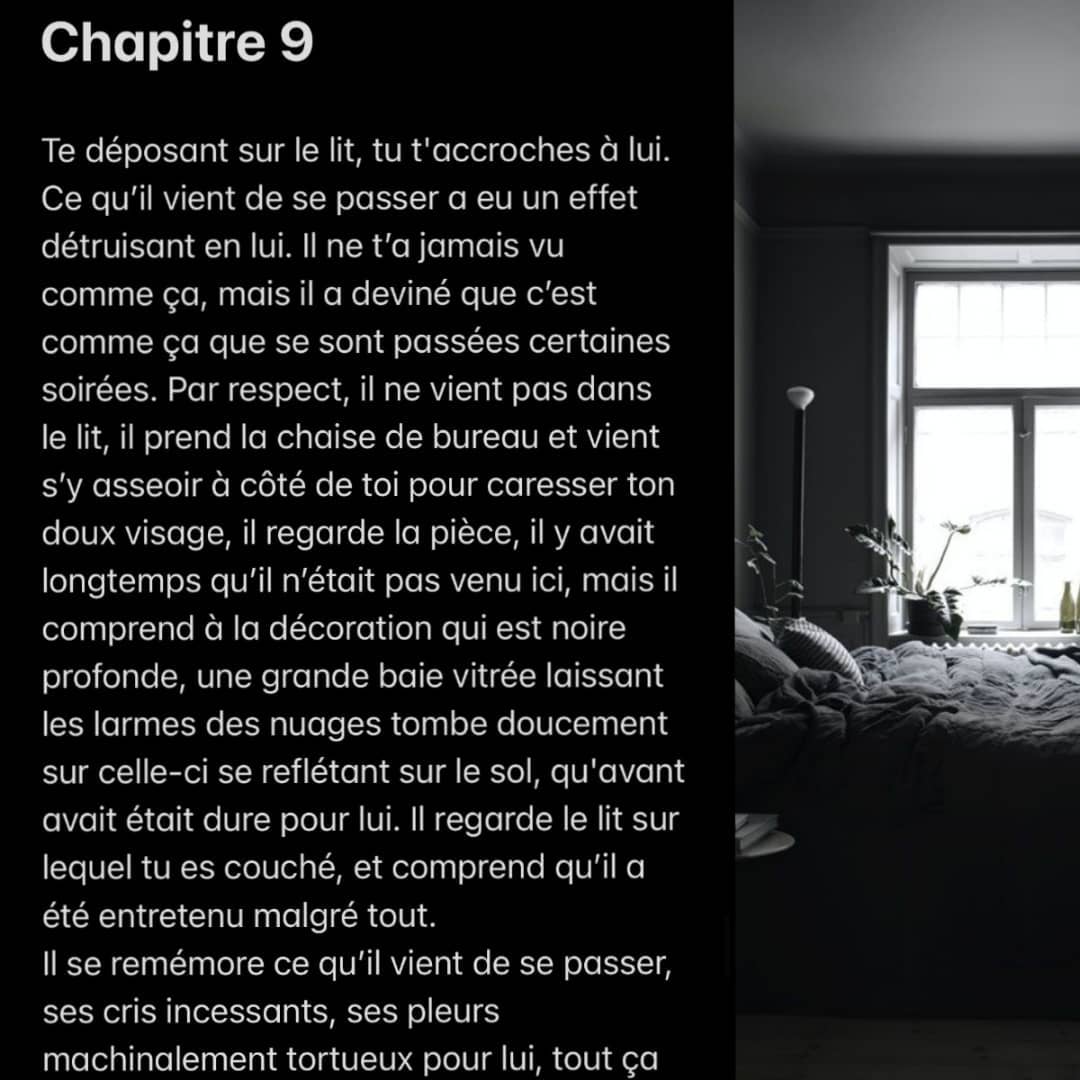 Chapitre 9
Te déposant sur le lit, tu t'accroches à lui.
Ce qu’il vient de se passer a eu un effet
détruisant en lui. Il ne t’a jamais vu
comme ça, mais il a deviné que c’est
comme ça que se sont passées certaines
soirées. Par respect, il ne vient pas dans
le lit, il prend la chaise de bureau et vient
s’y asseoir à côté de toi pour caresser ton
doux visage, il regarde la pièce, il y avait
longtemps qu’il n’était pas venu ici, mais il
comprend à la décoration qui est noire
profonde, une grande baie vitrée laissant
les larmes des nuages tombe doucement
sur celle-ci se reflétant sur le sol, qu'avant
avait était dure pour lui. Il regarde le lit sur
lequel tu es couché, et comprend qu’il a
été entretenu malgré tout.
Il se remémore ce qu’il vient de se passer,
ses cris incessants, ses pleurs
machinalement tortueux pour lui, tout ça